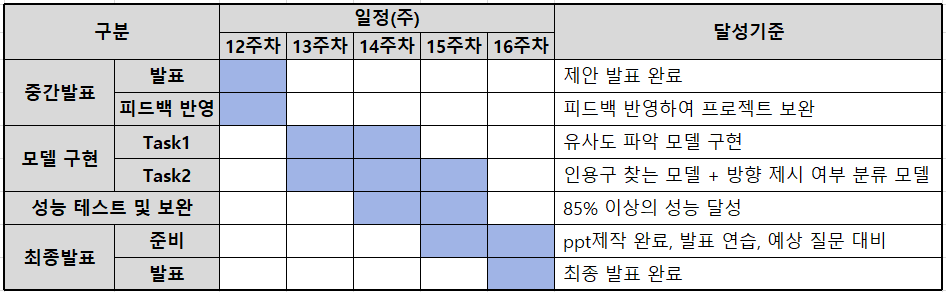 구분 일정(주) 달성기준
12주차 13주차 14주차 15주차 16주차
중간발표 발표 제안 발표 완료
피드백 반영 피드백 반영하여 프로젝트 보완
모델 구현 Task1 유사도 파악 모델 구현
Task2 인용구 찾는 모델 + 방향 제시 여부 분류 모델
성능 테스트 및 보완 85% 이상의 성능 달성
최종발표 준비 ppt제작 완료, 발표 연습, 예상 질문 대비
발표 최종 발표 완료